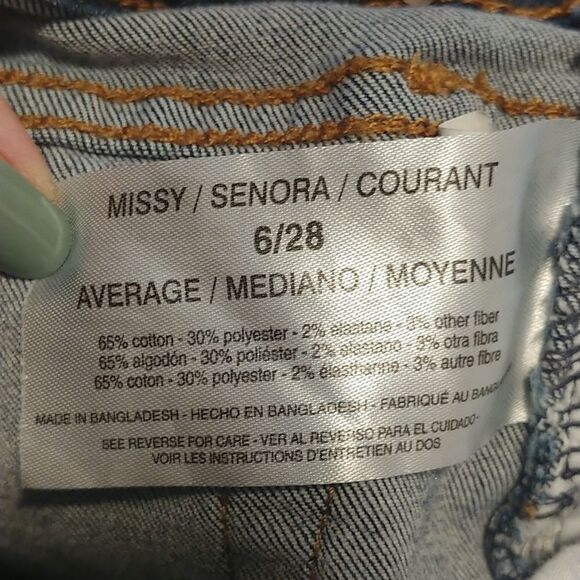 MISSY / SENORA / COURANT
6/28
AVERAGE / MEDIANO / MOYENNE
65% cotton - 30% polyester - 2% elastane - 3% other fiber
65% algodón - 30% poliéster - 2% elastano - 3% otra fibra
65% coton - 30% polyester - 2% élasthanne - 3% autre fibre
MADE IN BANGLADESH - HECHO EN BANGLADESH - FABRIQUÉ AU
SEE REVERSE FOR CARE - VER AL REVERSO PARA EL CUIDADO -
VOIR LES INSTRUCTIONS D'ENTRETIEN AU DOS